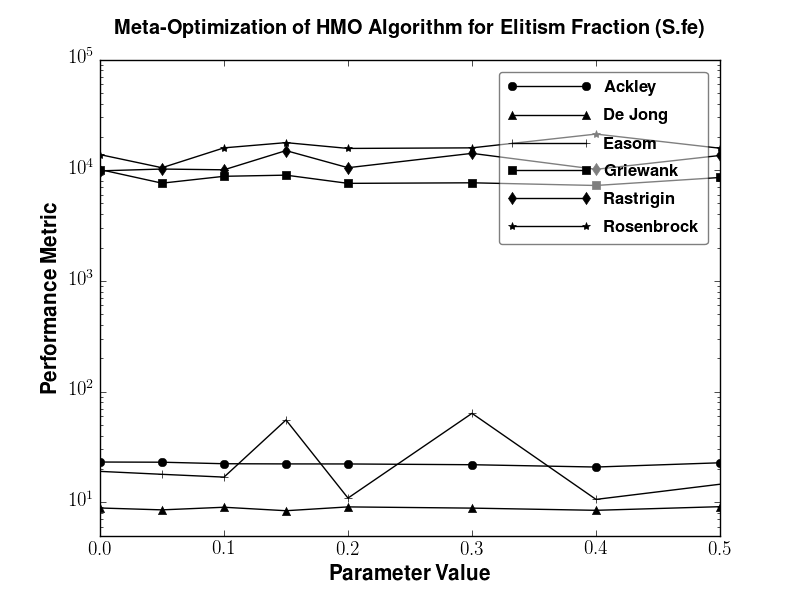 Meta-Optimization of HMO Algorithm for Elitism Fraction (S.fe)
10^5
10^4
10^3
10^2
10^1
Performance Metric
Ackley
De Jong
Easom
Griewank
Rastrigin
Rosenbrock
0.0 0.1 0.2 0.3 0.4 0.5
Parameter Value